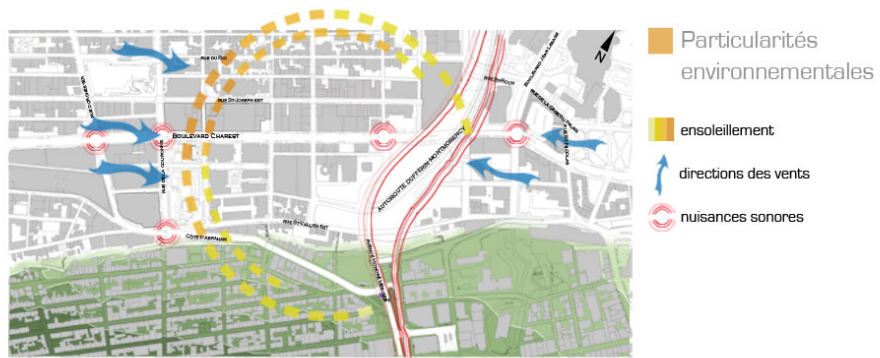 N
Particularités
environnementales
ensoleillement
directions des vents
nuisances sonores
RUE DU ROI
RUE ST-JOSEPH EST
BOULEVARD CHAREST
RUE DE LA COURONNE
CÔTE D'ABRAHAM
RUE ST-VALLIER EST
AUTOROUTE DUFFERIN-MONTMORENCY